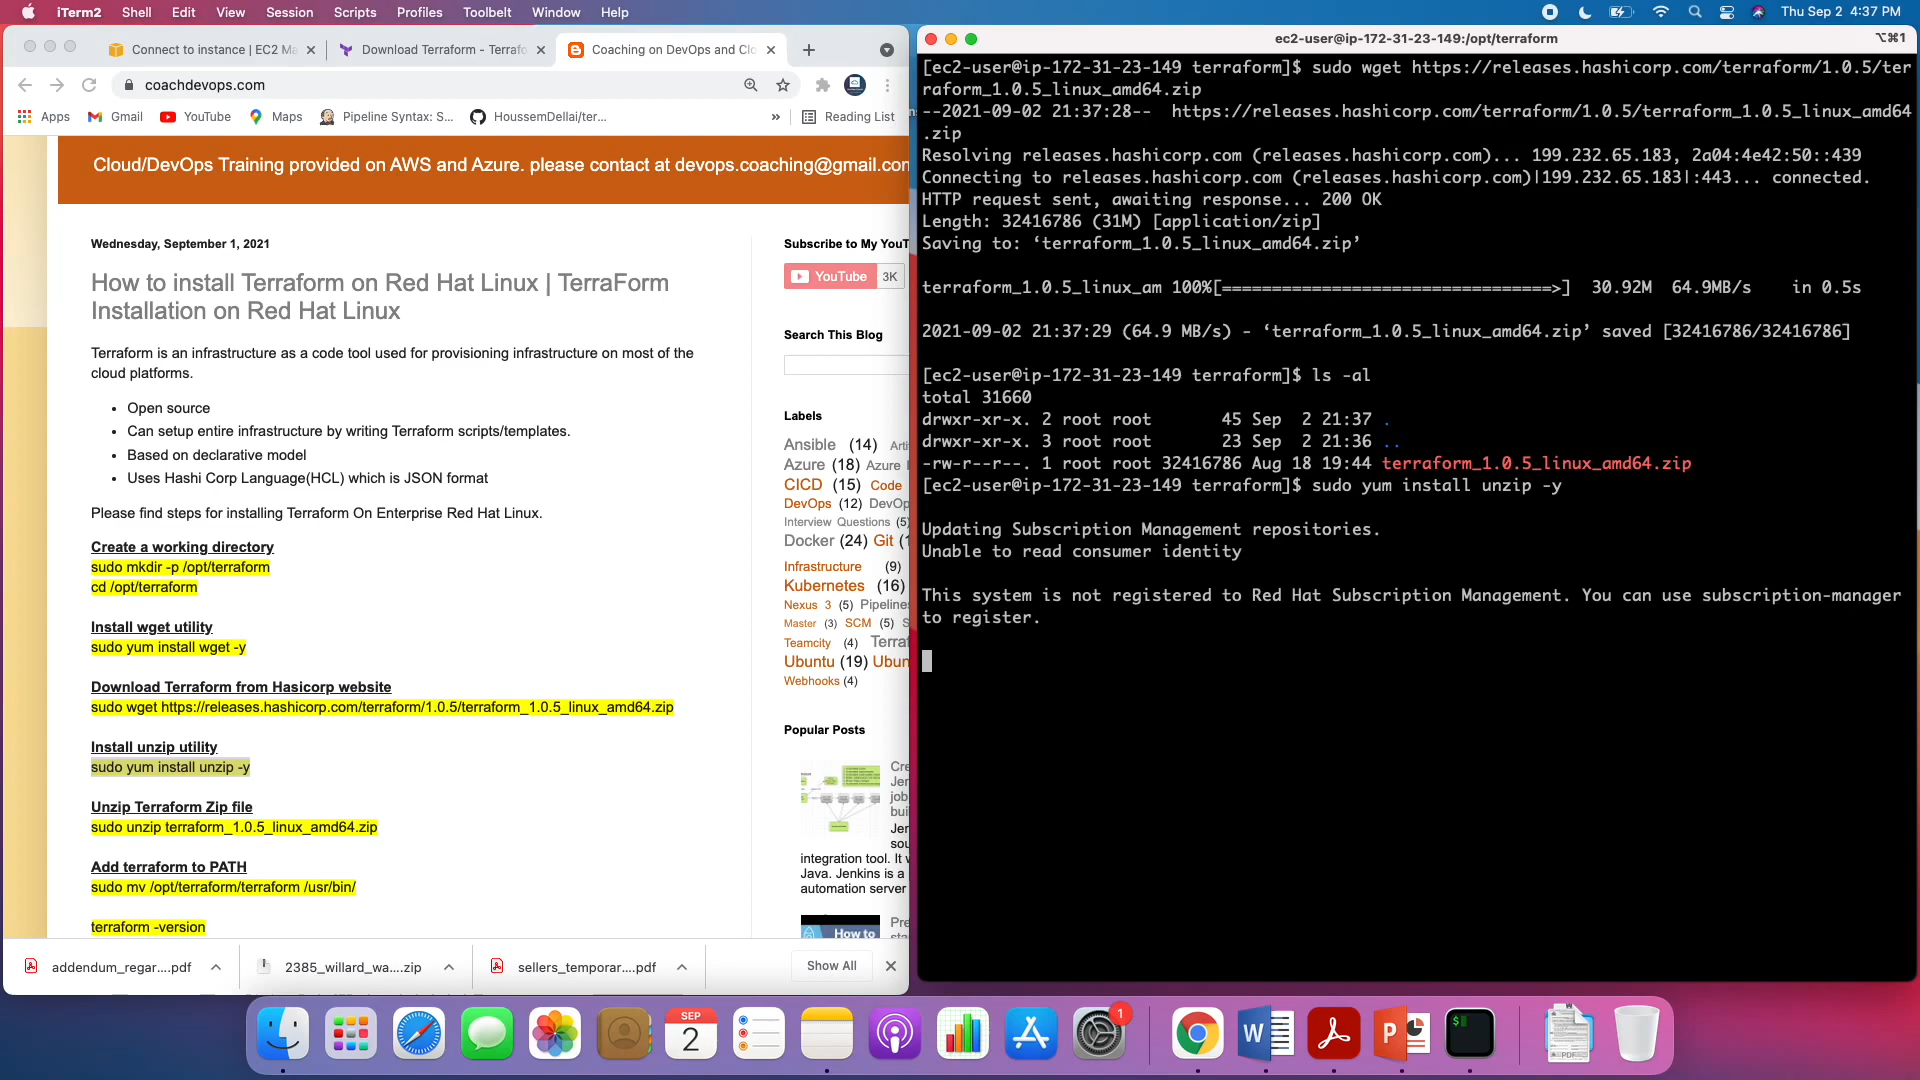 iTerm2 Shell Edit View Session Scripts Profiles Toolbelt Window Help
Thu Sep 2 4:37 PM
Connect to instance | EC2 Ma
Download Terraform - Terrafo
Coaching on DevOps and Clo
coachdevops.com
Apps Gmail YouTube Maps Pipeline Syntax: S... HoussemDellai/ter... » Reading List
Cloud/DevOps Training provided on AWS and Azure. please contact at devops.coaching@gmail.con
Wednesday, September 1, 2021
How to install Terraform on Red Hat Linux | TerraForm
Installation on Red Hat Linux
Terraform is an infrastructure as a code tool used for provisioning infrastructure on most of the
cloud platforms.
• Open source
• Can setup entire infrastructure by writing Terraform scripts/templates.
• Based on declarative model
• Uses Hashi Corp Language(HCL) which is JSON format
Please find steps for installing Terraform On Enterprise Red Hat Linux.
Create a working directory
sudo mkdir -p /opt/terraform
cd /opt/terraform
Install wget utility
sudo yum install wget -y
Download Terraform from Hasicorp website
sudo wget https://releases.hashicorp.com/terraform/1.0.5/terraform_1.0.5_linux_amd64.zip
Install unzip utility
sudo yum install unzip -y
Unzip Terraform Zip file
sudo unzip terraform_1.0.5_linux_amd64.zip
Add terraform to PATH
sudo mv /opt/terraform/terraform /usr/bin/
terraform -version
Subscribe to My YouT
YouTube 3K
Search This Blog
Labels
Ansible (14) Arti
Azure (18) Azure
CICD (15) Code
DevOps (12) DevOp
Interview Questions (5)
Docker (24) Git (1
Infrastructure (9)
Kubernetes (16)
Nexus 3 (5) Pipelines
Master (3) SCM (5) S
Teamcity (4) Terraf
Ubuntu (19) Ubun
Webhooks (4)
Popular Posts
Cre
Jer
job
bui
Jer
sou
integration tool. It w
Java. Jenkins is a
automation server
How to
Pre
sta
addendum_regar....pdf
2385_willard_wa....zip
sellers_temporar....pdf
Show All
ec2-user@ip-172-31-23-149:/opt/terraform
⌥⌘1
[ec2-user@ip-172-31-23-149 terraform]$ sudo wget https://releases.hashicorp.com/terraform/1.0.5/ter
raform_1.0.5_linux_amd64.zip
--2021-09-02 21:37:28-- https://releases.hashicorp.com/terraform/1.0.5/terraform_1.0.5_linux_amd64
.zip
Resolving releases.hashicorp.com (releases.hashicorp.com)... 199.232.65.183, 2a04:4e42:50::439
Connecting to releases.hashicorp.com (releases.hashicorp.com)|199.232.65.183|:443... connected.
HTTP request sent, awaiting response... 200 OK
Length: 32416786 (31M) [application/zip]
Saving to: ‘terraform_1.0.5_linux_amd64.zip’
terraform_1.0.5_linux_am 100%[=================================>] 30.92M 64.9MB/s in 0.5s
2021-09-02 21:37:29 (64.9 MB/s) - ‘terraform_1.0.5_linux_amd64.zip’ saved [32416786/32416786]
[ec2-user@ip-172-31-23-149 terraform]$ ls -al
total 31660
drwxr-xr-x. 2 root root 45 Sep 2 21:37 .
drwxr-xr-x. 3 root root 23 Sep 2 21:36 ..
-rw-r--r--. 1 root root 32416786 Aug 18 19:44 terraform_1.0.5_linux_amd64.zip
[ec2-user@ip-172-31-23-149 terraform]$ sudo yum install unzip -y
Updating Subscription Management repositories.
Unable to read consumer identity
This system is not registered to Red Hat Subscription Management. You can use subscription-manager
to register.
SEP
2
1
W
P
$
PDF